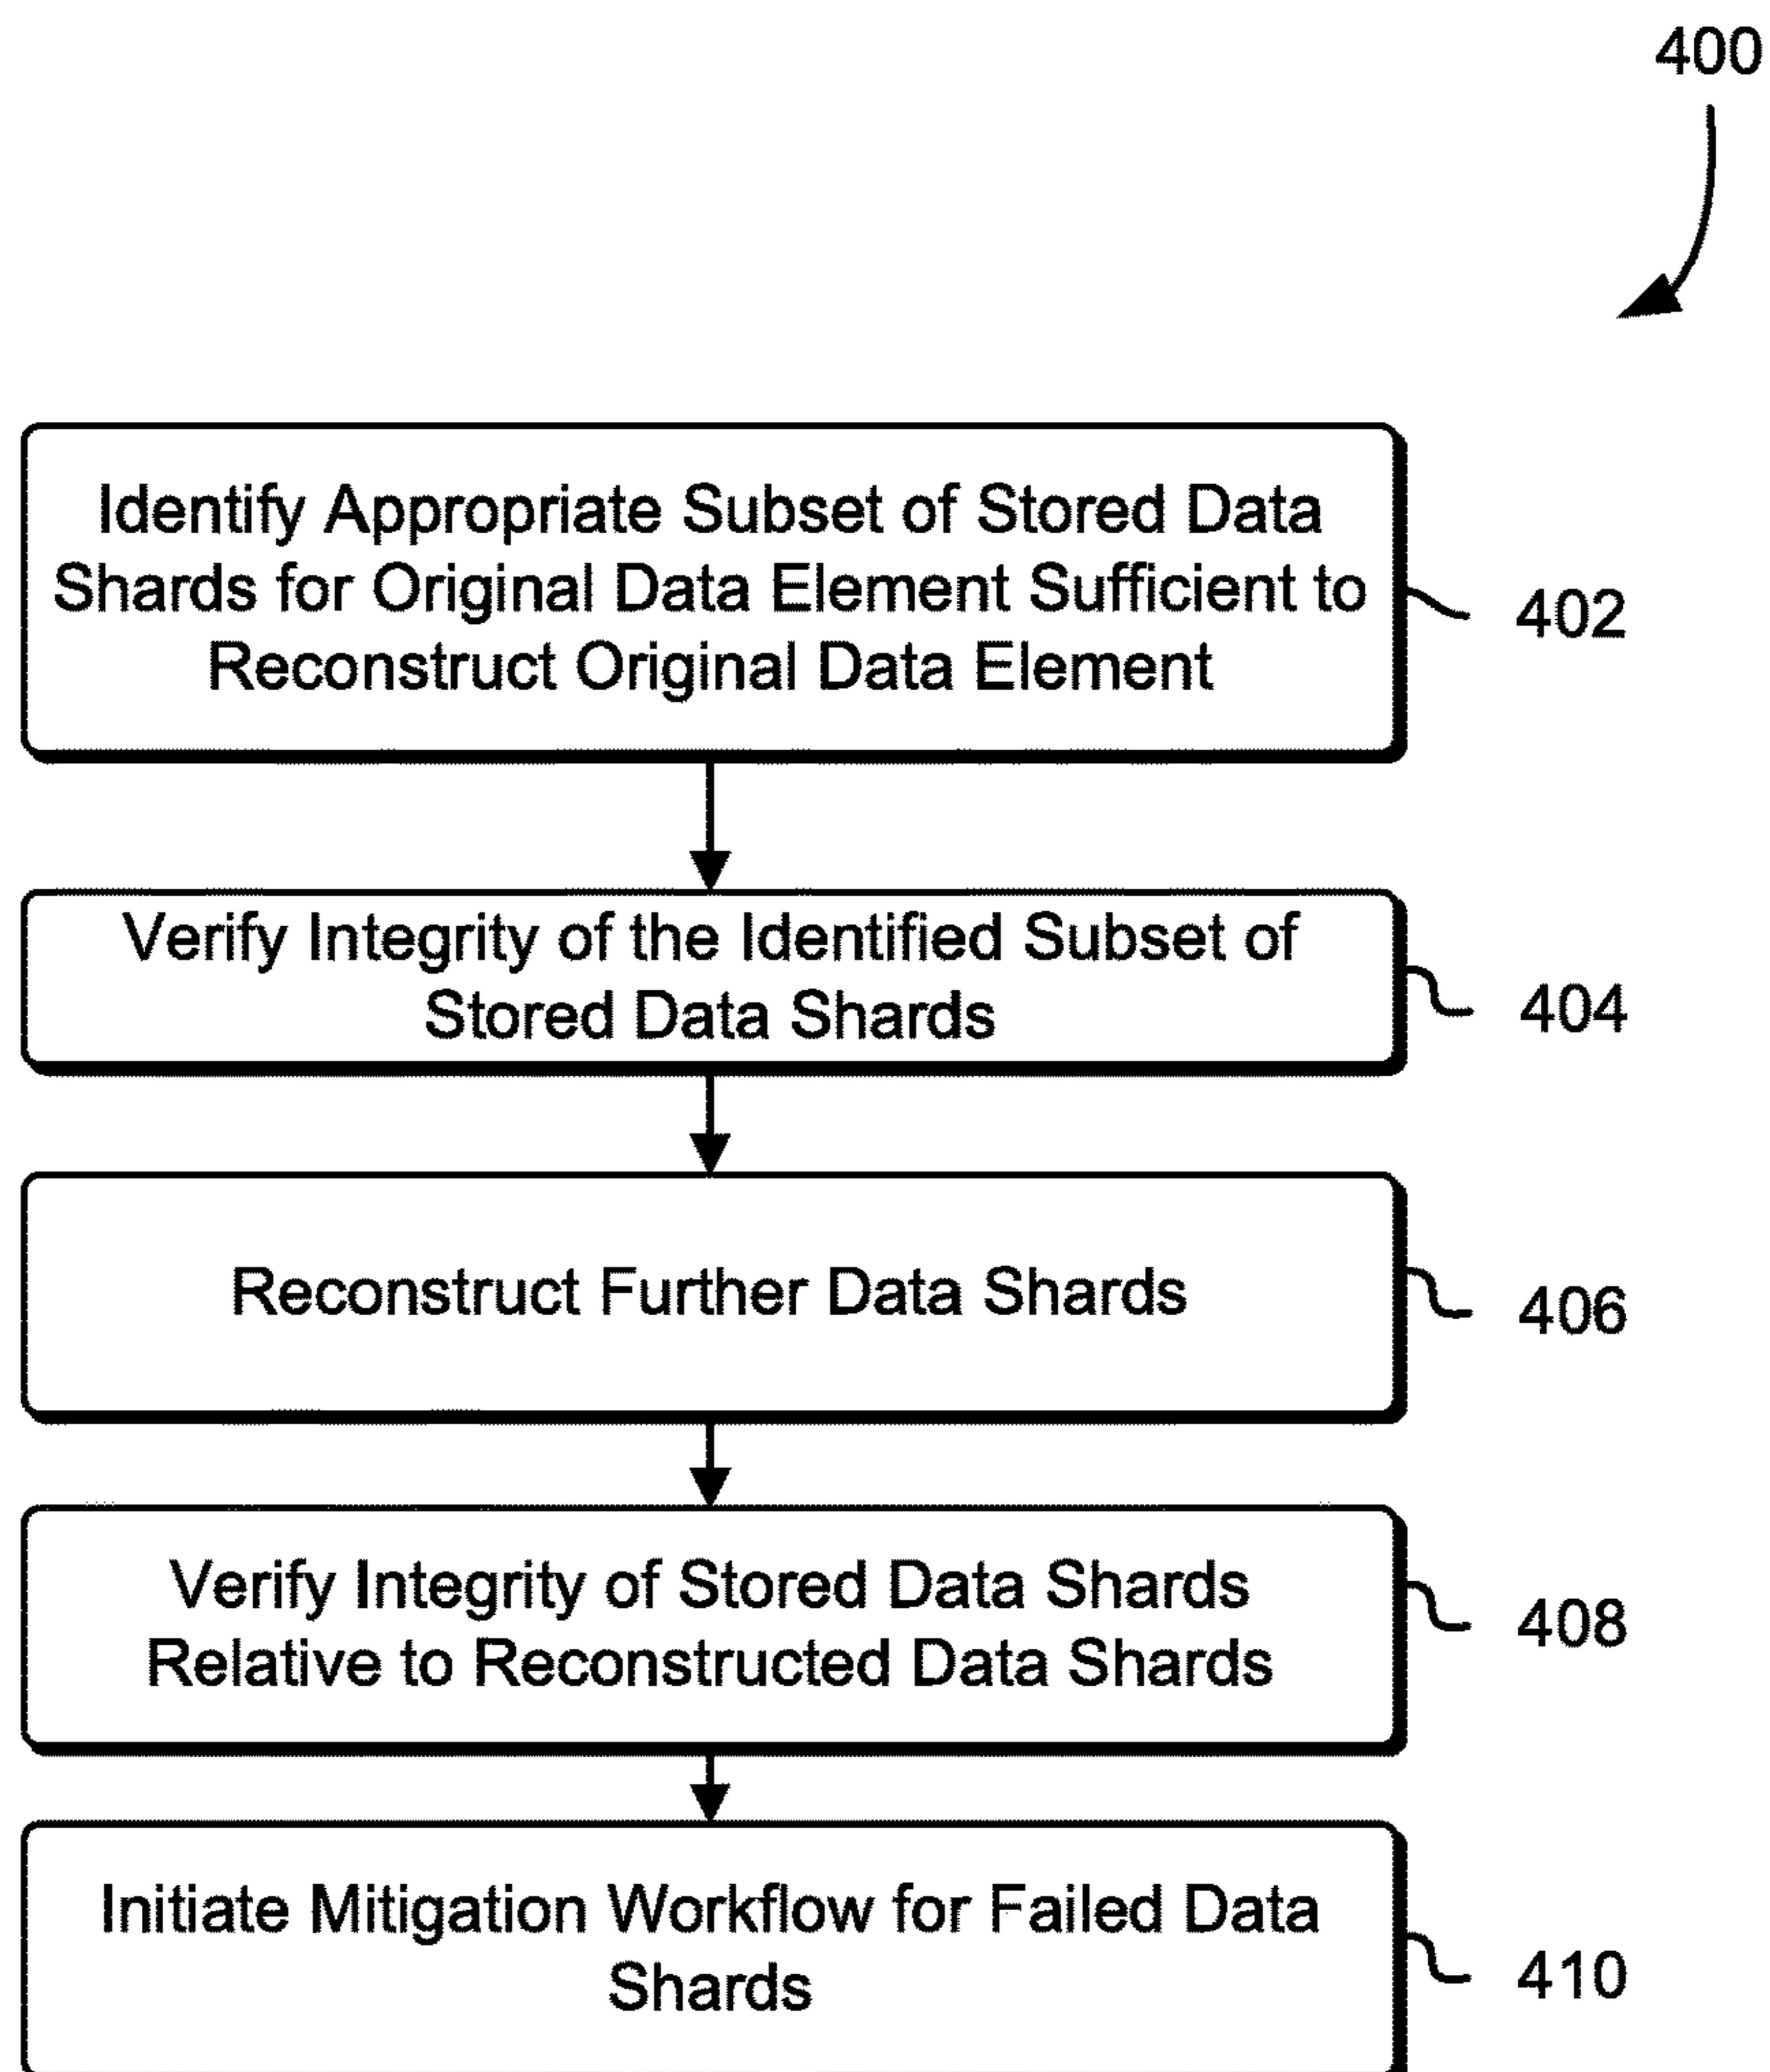 400
Identify Appropriate Subset of Stored Data
Shards for Original Data Element Sufficient to
Reconstruct Original Data Element
402
Verify Integrity of the Identified Subset of
Stored Data Shards
404
Reconstruct Further Data Shards
406
Verify Integrity of Stored Data Shards
Relative to Reconstructed Data Shards
408
Initiate Mitigation Workflow for Failed Data
Shards
410